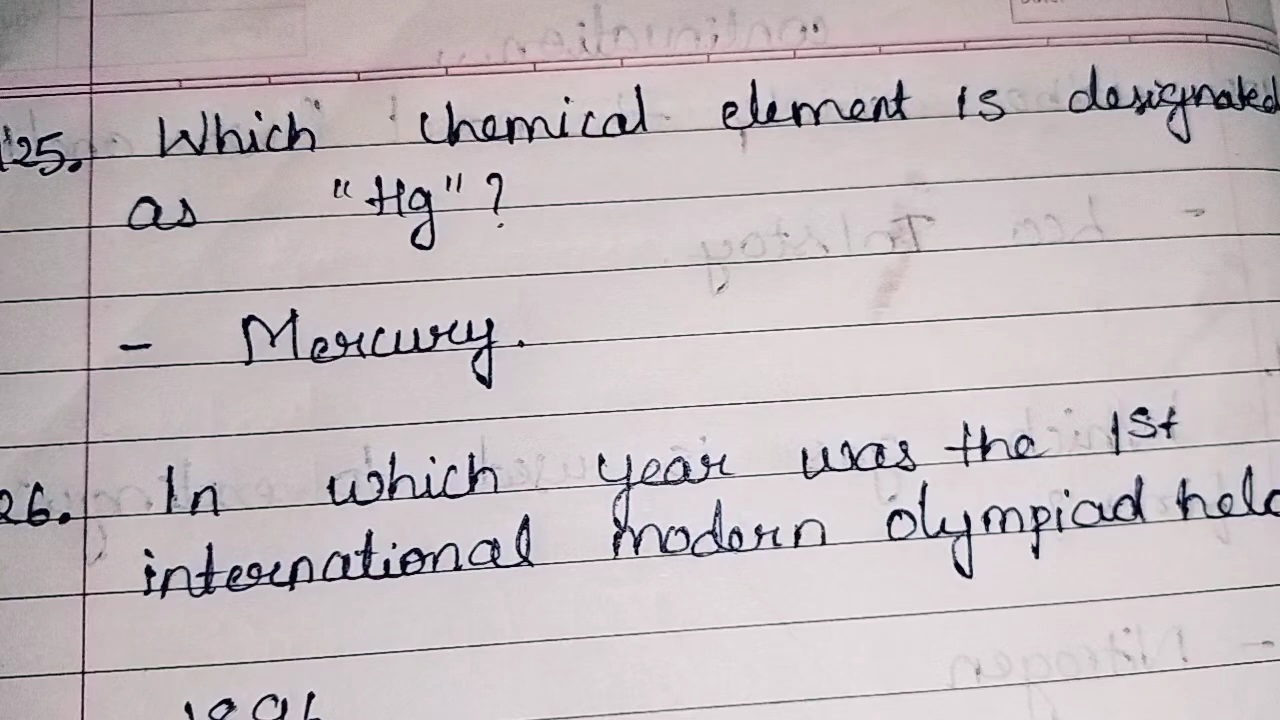 125. Which chemical element is designated
as "Hg"?
- Mercury.
26. In which year was the 1st
international modern olympiad held